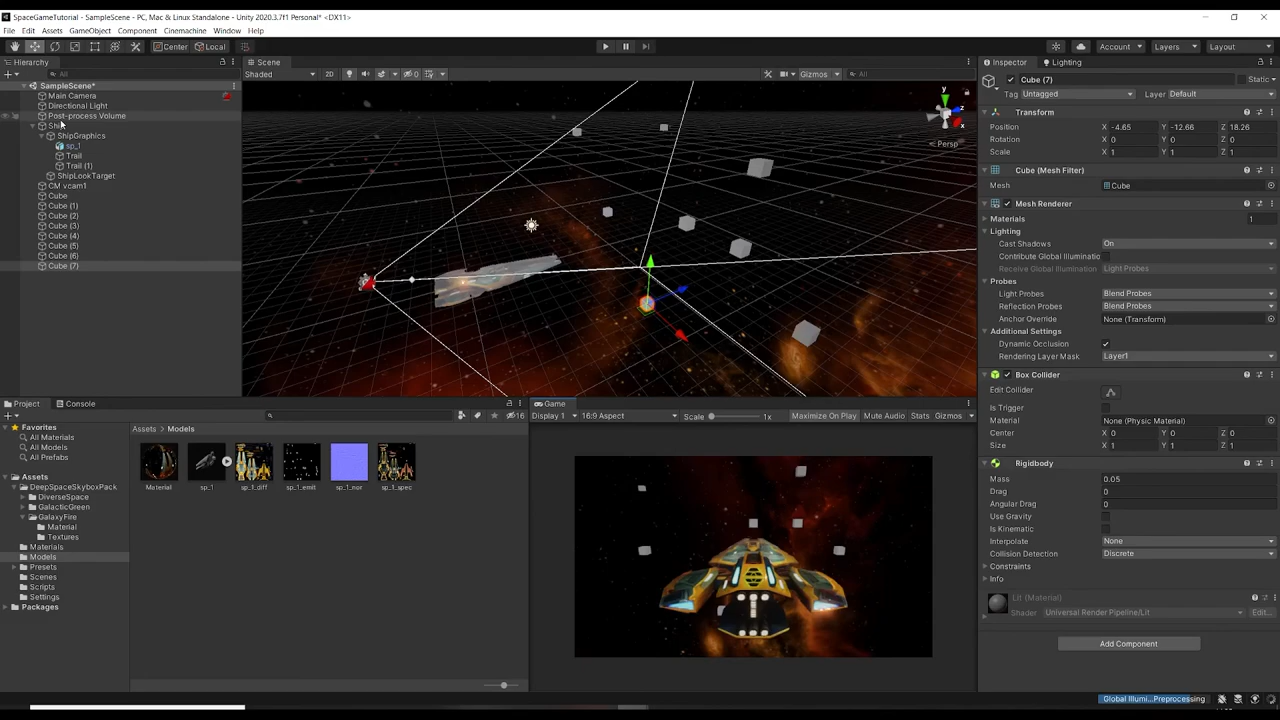 SpaceGameTutorial - SampleScene - PC, Mac & Linux Standalone - Unity 2020.3.7f1 Personal* <DX11>
File Edit Assets GameObject Component Cinemachine Window Help
Center Local Account Layers Layout
Hierarchy
All
SampleScene*
Main Camera
Directional Light
Post-process Volume
Ship
ShipGraphics
sp_1
Trail
Trail (1)
ShipLookTarget
CM vcam1
Cube
Cube (1)
Cube (2)
Cube (3)
Cube (4)
Cube (5)
Cube (6)
Cube (7)
Scene
Shaded 2D 0 Gizmos All
y
z
x
< Persp
Project Console
16
Favorites
All Materials
All Models
All Prefabs
Assets
DeepSpaceSkyboxPack
DiverseSpace
GalacticGreen
GalaxyFire
Material
Textures
Materials
Models
Presets
Scenes
Scripts
Settings
Packages
Assets > Models
Material sp_1 sp_1_diff sp_1_emit sp_1_nor sp_1_spec
Game
Display 1 16:9 Aspect Scale 1x Maximize On Play Mute Audio Stats Gizmos
Inspector Lighting
Cube (7) Static
Tag Untagged Layer Default
Transform
Position X -4.65 Y -12.66 Z 18.26
Rotation X 0 Y 0 Z 0
Scale X 1 Y 1 Z 1
Cube (Mesh Filter)
Mesh Cube
Mesh Renderer
Materials 1
Lighting
Cast Shadows On
Contribute Global Illumination
Receive Global Illumination Light Probes
Probes
Light Probes Blend Probes
Reflection Probes Blend Probes
Anchor Override None (Transform)
Additional Settings
Dynamic Occlusion
Rendering Layer Mask Layer1
Box Collider
Edit Collider
Is Trigger
Material None (Physic Material)
Center X 0 Y 0 Z 0
Size X 1 Y 1 Z 1
Rigidbody
Mass 0.05
Drag 0
Angular Drag 0
Use Gravity
Is Kinematic
Interpolate None
Collision Detection Discrete
Constraints
Info
Lit (Material)
Shader Universal Render Pipeline/Lit Edit...
Add Component
Global Illumi...Preprocessing